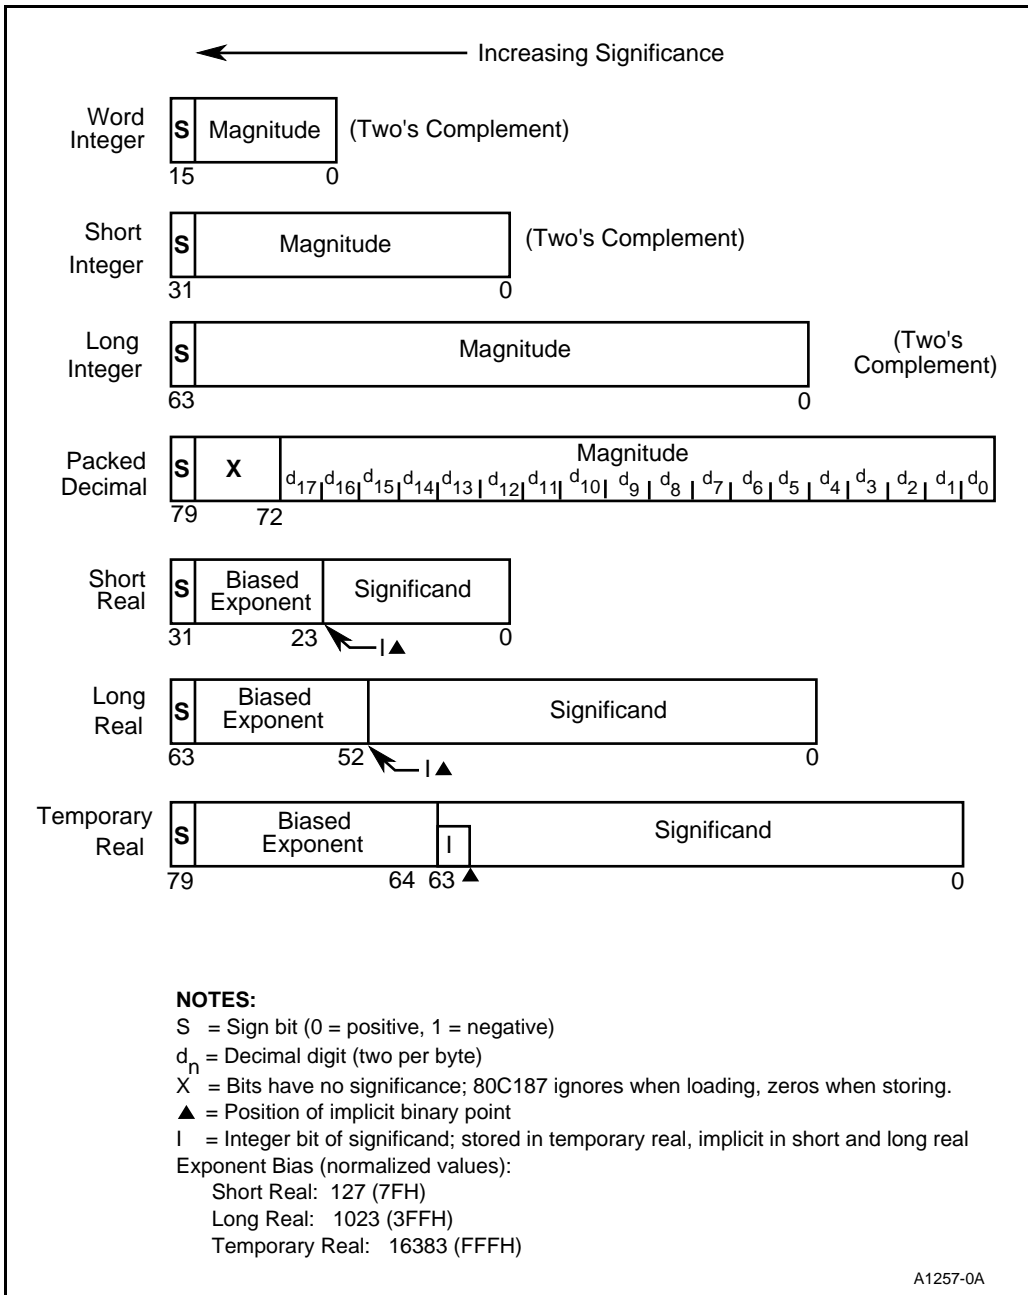 Increasing Significance
Word
Integer
S Magnitude (Two's Complement)
15 0
Short
Integer
S Magnitude (Two's Complement)
31 0
Long
Integer
S Magnitude (Two's
Complement)
63 0
Packed
Decimal
S X Magnitude
d17 d16 d15 d14 d13 d12 d11 d10 d9 d8 d7 d6 d5 d4 d3 d2 d1 d0
79 72
Short
Real
S Biased
Exponent
Significand
31 23 I▲ 0
Long
Real
S Biased
Exponent
Significand
63 52 I▲ 0
Temporary
Real
S Biased
Exponent
I Significand
79 64 63 ▲ 0
NOTES:
S = Sign bit (0 = positive, 1 = negative)
dn = Decimal digit (two per byte)
X = Bits have no significance; 80C187 ignores when loading, zeros when storing.
▲ = Position of implicit binary point
I = Integer bit of significand; stored in temporary real, implicit in short and long real
Exponent Bias (normalized values):
Short Real: 127 (7FH)
Long Real: 1023 (3FFH)
Temporary Real: 16383 (FFFH)
A1257-0A